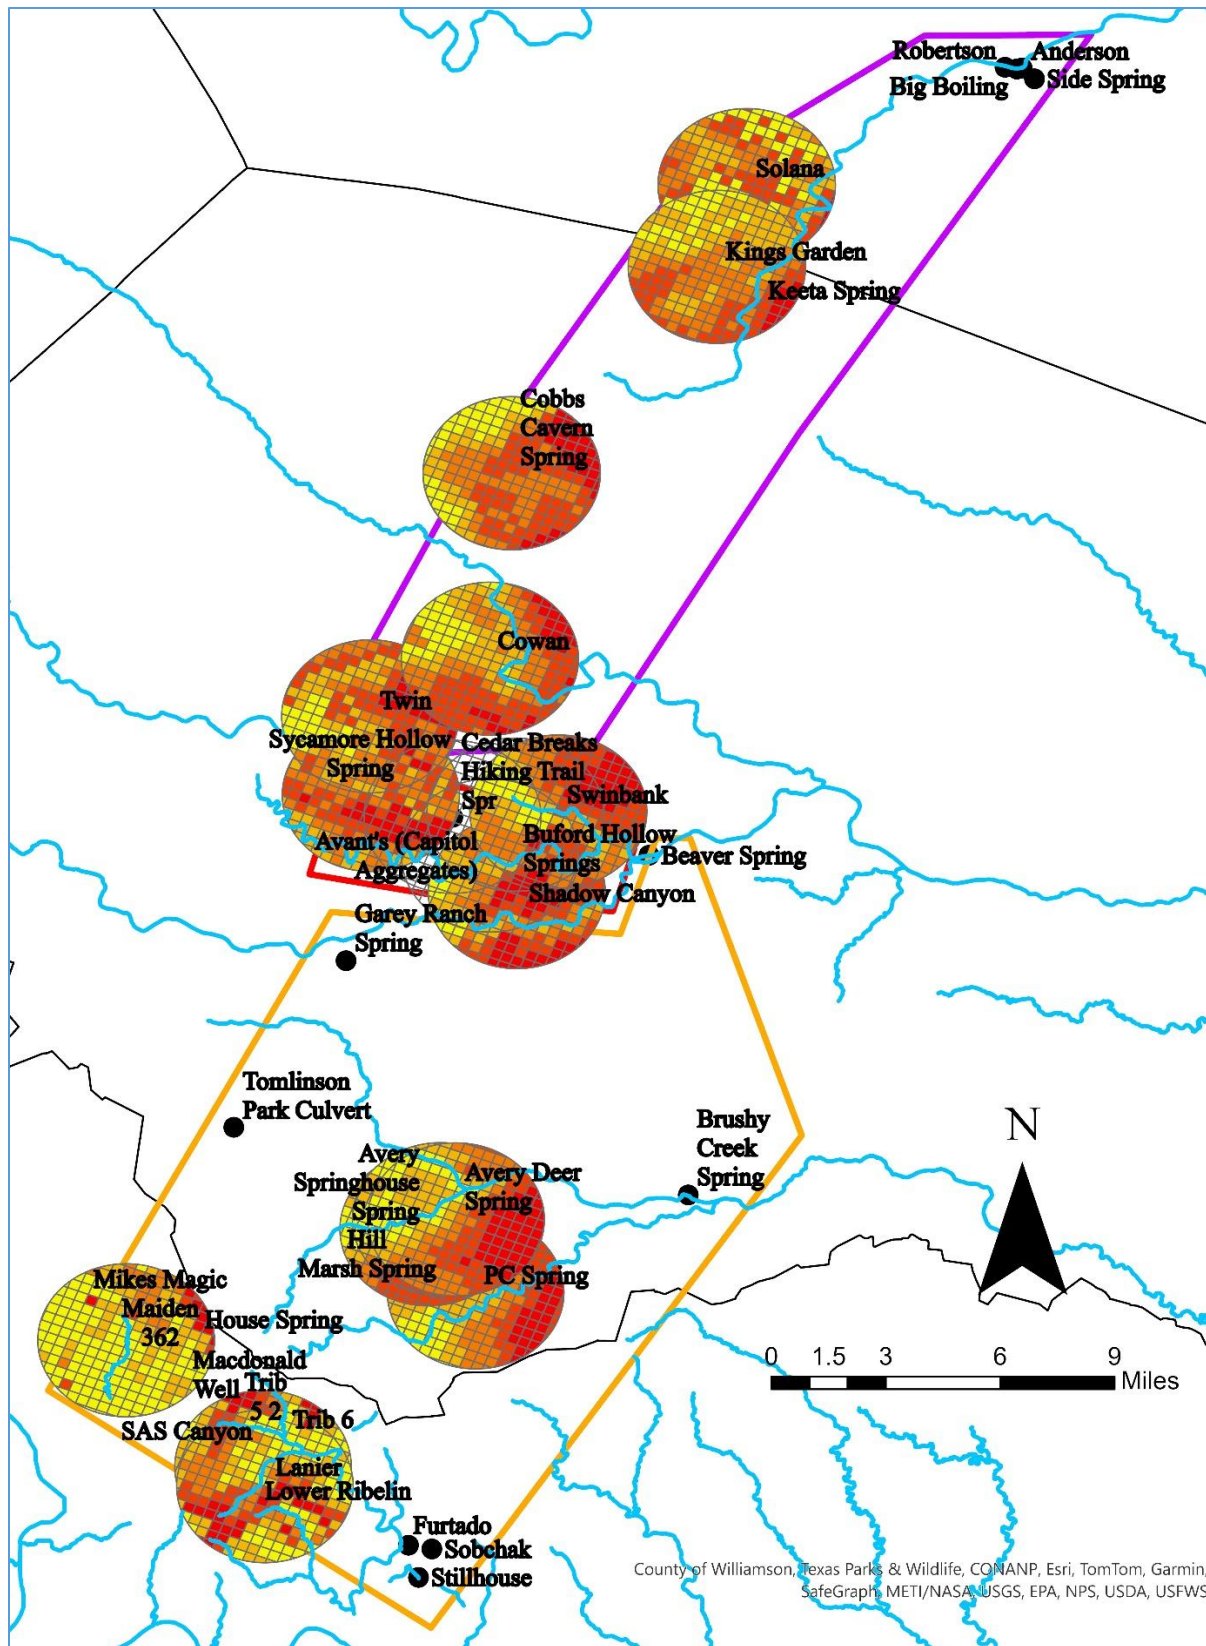 Robertson
Anderson
Big Boiling
Side Spring
Solana
Kings Garden
Keeta Spring
Cobbs
Cavern
Spring
Cowan
Twin
Sycamore Hollow
Spring
Cedar Breaks
Hiking Trail
Spr
Swinbank
Avant's (Capitol
Aggregates)
Buford Hollow
Springs
Beaver Spring
Shadow Canyon
Garey Ranch
Spring
Tomlinson
Park Culvert
Brushy
Creek
Spring
Avery
Springhouse
Spring
Avery Deer
Spring
Hill
Marsh Spring
PC Spring
N
Mikes Magic
Maiden
362
House Spring
Macdonald
Well
Trib
5 2
Trib 6
SAS Canyon
Lanier
Lower Ribelin
Furtado
Sobchak
Stillhouse
0 1.5 3 6 9
Miles
County of Williamson, Texas Parks & Wildlife, CONANP, Esri, TomTom, Garmin,
SafeGraph, METI/NASA, USGS, EPA, NPS, USDA, USFWS